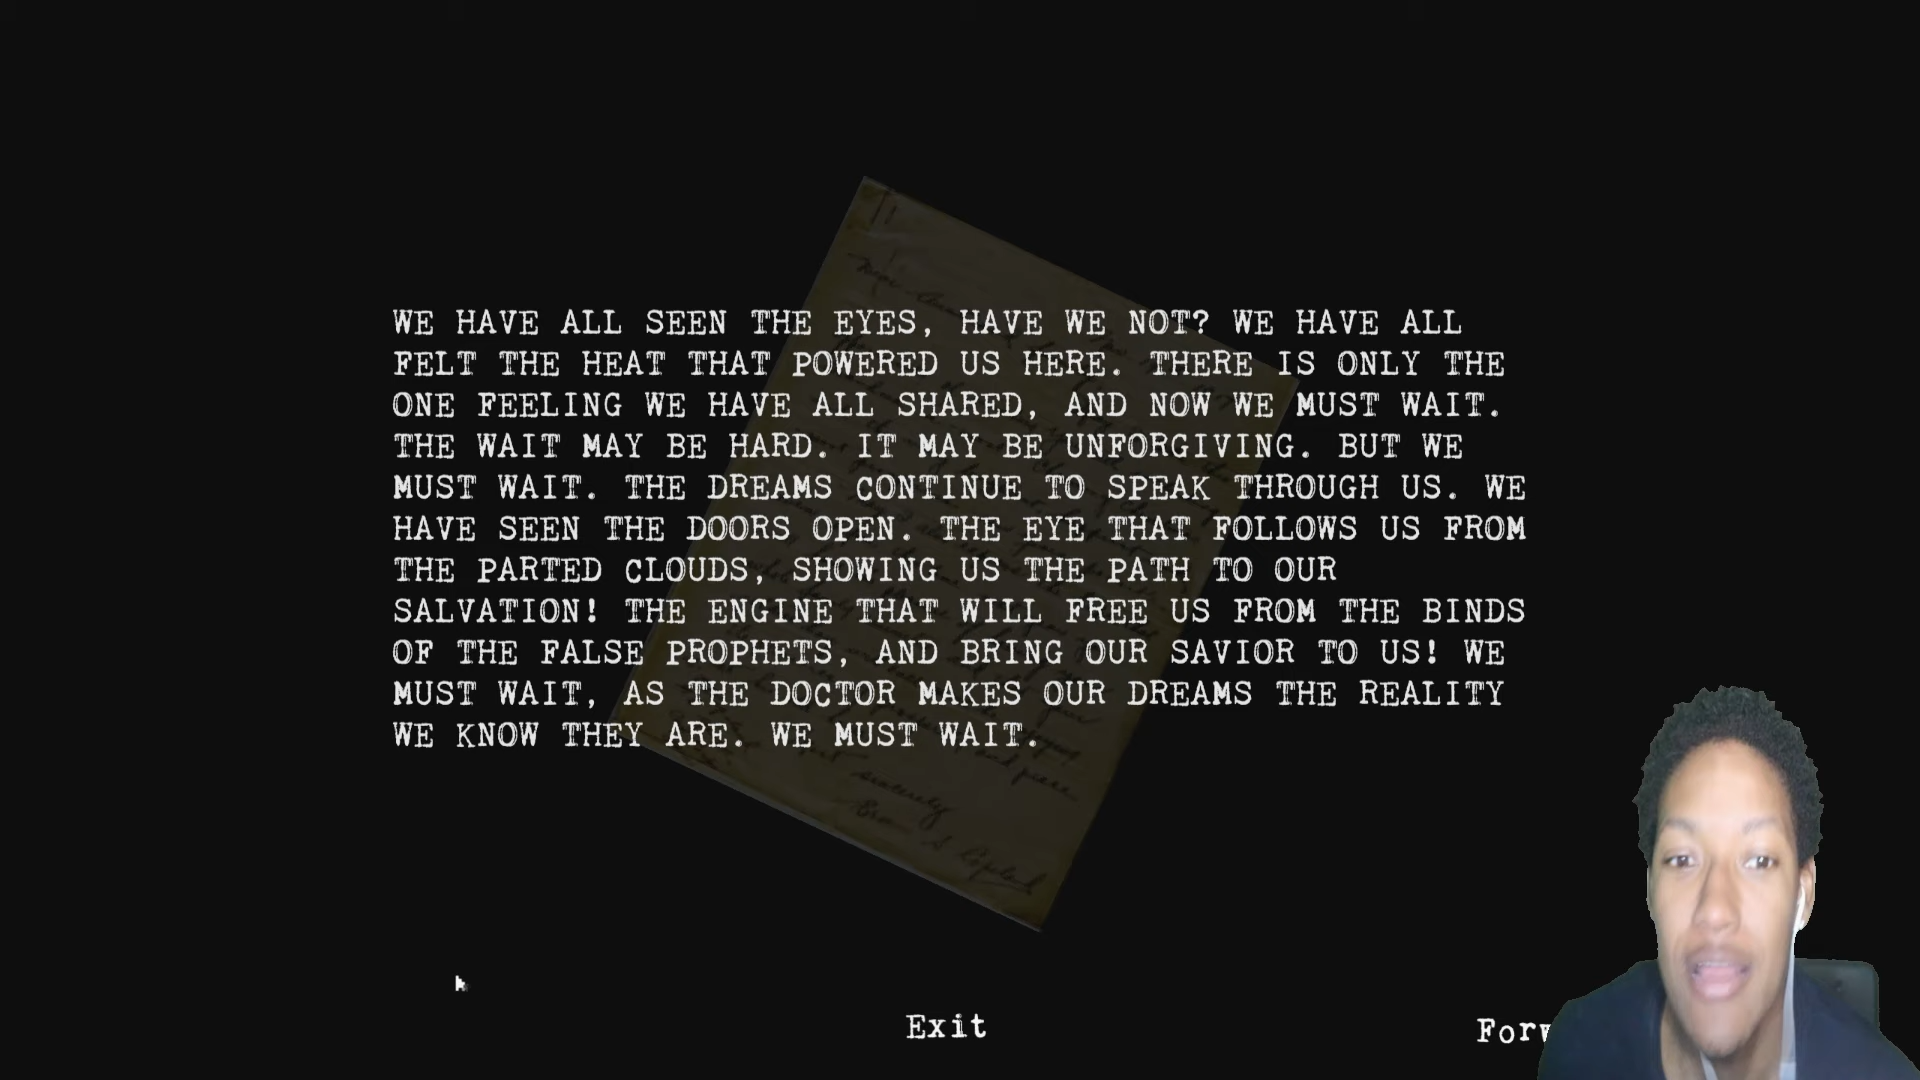 WE HAVE ALL SEEN THE EYES, HAVE WE NOT? WE HAVE ALL
FELT THE HEAT THAT POWERED US HERE. THERE IS ONLY THE
ONE FEELING WE HAVE ALL SHARED, AND NOW WE MUST WAIT.
THE WAIT MAY BE HARD. IT MAY BE UNFORGIVING. BUT WE
MUST WAIT. THE DREAMS CONTINUE TO SPEAK THROUGH US. WE
HAVE SEEN THE DOORS OPEN. THE EYE THAT FOLLOWS US FROM
THE PARTED CLOUDS, SHOWING US THE PATH TO OUR
SALVATION! THE ENGINE THAT WILL FREE US FROM THE BINDS
OF THE FALSE PROPHETS, AND BRING OUR SAVIOR TO US! WE
MUST WAIT, AS THE DOCTOR MAKES OUR DREAMS THE REALITY
WE KNOW THEY ARE. WE MUST WAIT.
sincerely
Exit